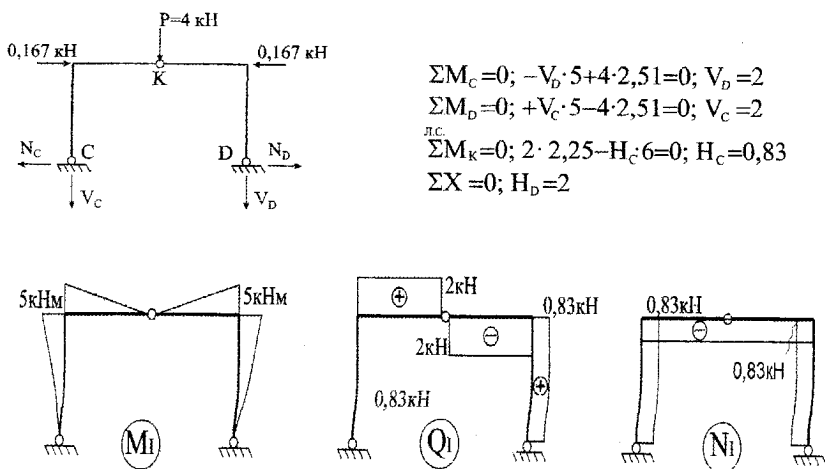 P=4 кН
0,167 кН
0,167 кН
K
N_C
C
D
N_D
V_C
V_D
ΣM_C=0; −V_D·5+4·2,51=0; V_D=2
ΣM_D=0; +V_C·5−4·2,51=0; V_C=2
л.с.
ΣM_K=0; 2·2,25−H_C·6=0; H_C=0,83
ΣX=0; H_D=2
5кНм
5кНм
M_I
2кН
2кН
0,83кН
0,83кН
Q_I
0,83кН
0,83кН
N_I